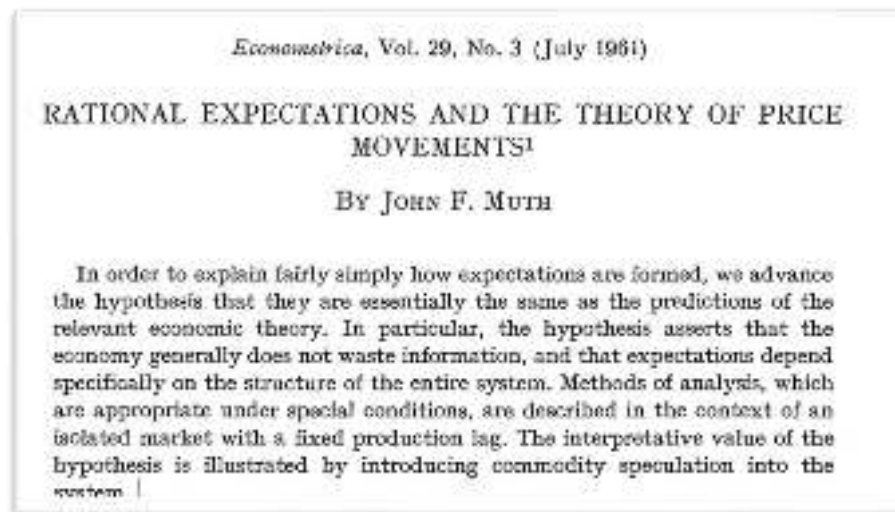 Econometrica, Vol. 29, No. 3 (July 1961)
RATIONAL EXPECTATIONS AND THE THEORY OF PRICE
MOVEMENTS¹
BY JOHN F. MUTH
In order to explain fairly simply how expectations are formed, we advance
the hypothesis that they are essentially the same as the predictions of the
relevant economic theory. In particular, the hypothesis asserts that the
economy generally does not waste information, and that expectations depend
specifically on the structure of the entire system. Methods of analysis, which
are appropriate under special conditions, are described in the context of an
isolated market with a fixed production lag. The interpretative value of the
hypothesis is illustrated by introducing commodity speculation into the
system.